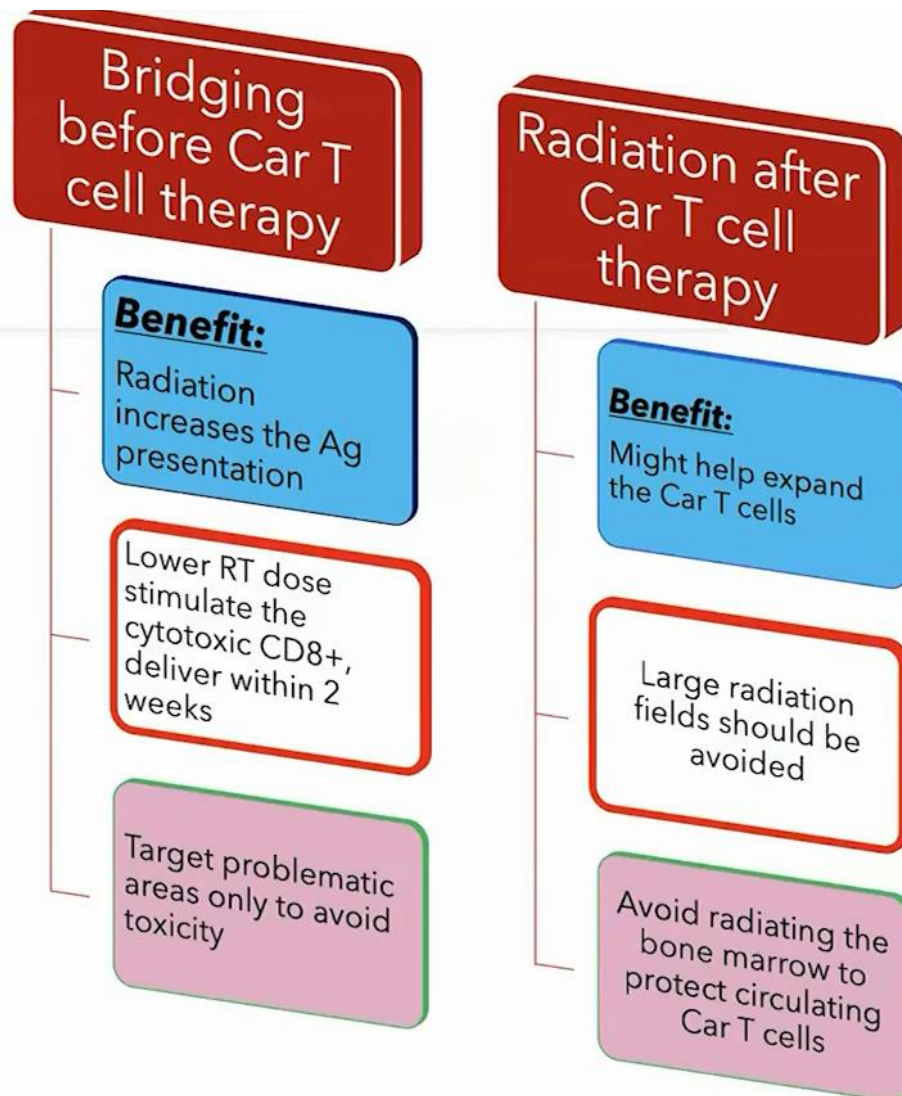 Bridging
before Car T
cell therapy
Benefit:
Radiation
increases the Ag
presentation
Lower RT dose
stimulate the
cytotoxic CD8+,
deliver within 2
weeks
Target problematic
areas only to avoid
toxicity
Radiation after
Car T cell
therapy
Benefit:
Might help expand
the Car T cells
Large radiation
fields should be
avoided
Avoid radiating the
bone marrow to
protect circulating
Car T cells